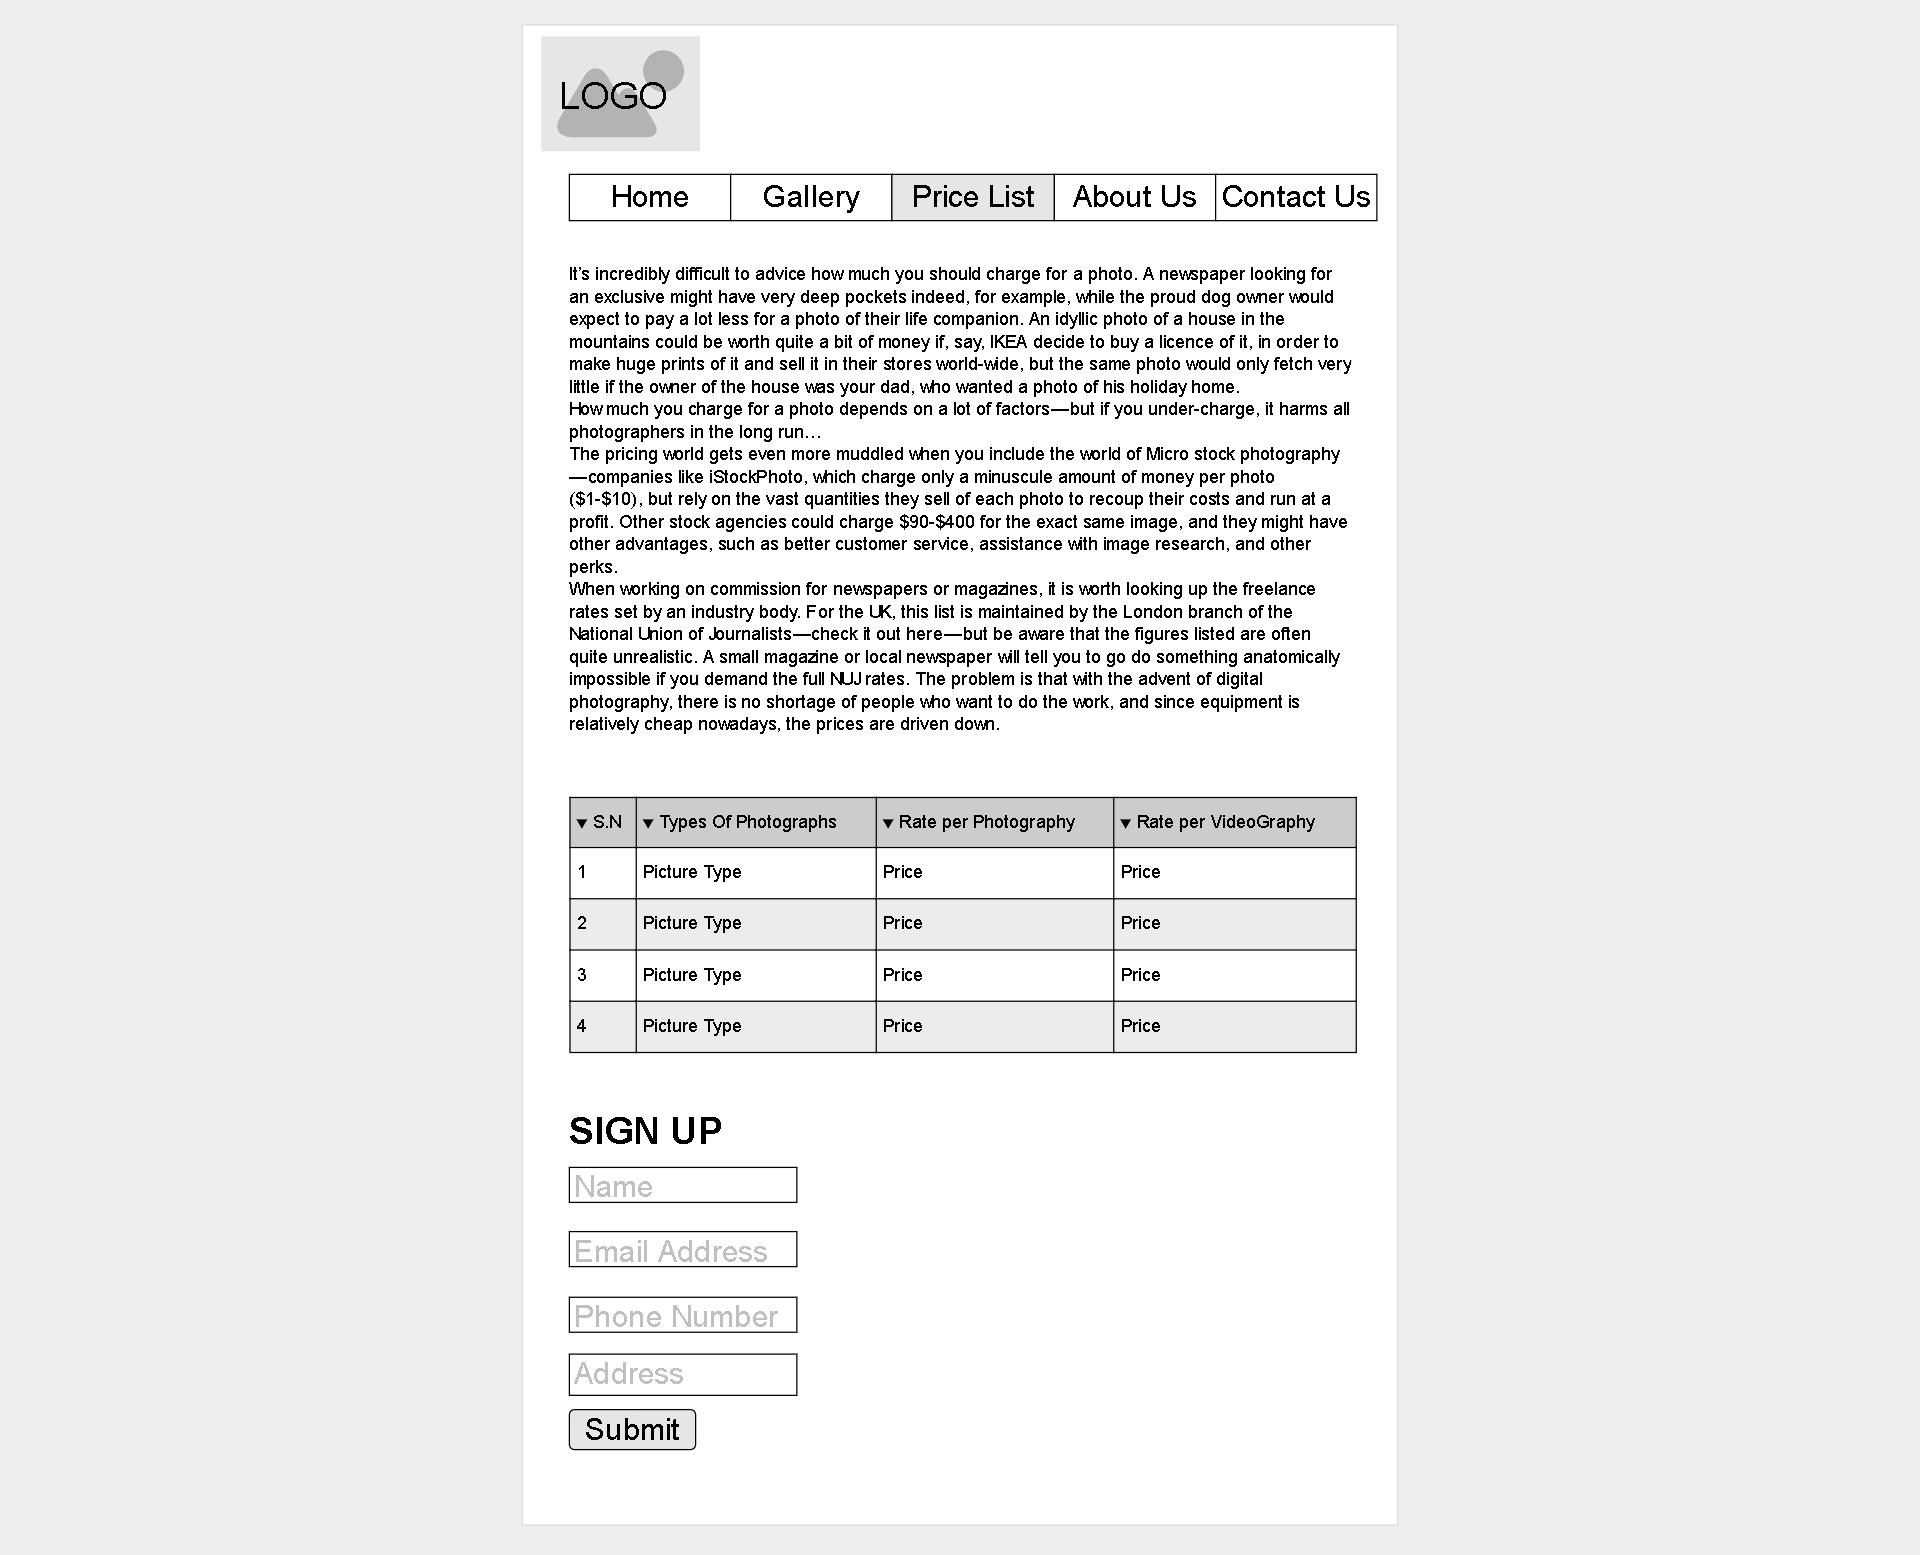 LOGO
Home Gallery Price List About Us Contact Us
It’s incredibly difficult to advice how much you should charge for a photo. A newspaper looking for
an exclusive might have very deep pockets indeed, for example, while the proud dog owner would
expect to pay a lot less for a photo of their life companion. An idyllic photo of a house in the
mountains could be worth quite a bit of money if, say, IKEA decide to buy a licence of it, in order to
make huge prints of it and sell it in their stores world-wide, but the same photo would only fetch very
little if the owner of the house was your dad, who wanted a photo of his holiday home.
How much you charge for a photo depends on a lot of factors—but if you under-charge, it harms all
photographers in the long run…
The pricing world gets even more muddled when you include the world of Micro stock photography
—companies like iStockPhoto, which charge only a minuscule amount of money per photo
($1-$10), but rely on the vast quantities they sell of each photo to recoup their costs and run at a
profit. Other stock agencies could charge $90-$400 for the exact same image, and they might have
other advantages, such as better customer service, assistance with image research, and other
perks.
When working on commission for newspapers or magazines, it is worth looking up the freelance
rates set by an industry body. For the UK, this list is maintained by the London branch of the
National Union of Journalists—check it out here—but be aware that the figures listed are often
quite unrealistic. A small magazine or local newspaper will tell you to go do something anatomically
impossible if you demand the full NUJ rates. The problem is that with the advent of digital
photography, there is no shortage of people who want to do the work, and since equipment is
relatively cheap nowadays, the prices are driven down.
▼ S.N ▼ Types Of Photographs ▼ Rate per Photography ▼ Rate per VideoGraphy
1 Picture Type Price Price
2 Picture Type Price Price
3 Picture Type Price Price
4 Picture Type Price Price
SIGN UP
Name
Email Address
Phone Number
Address
Submit